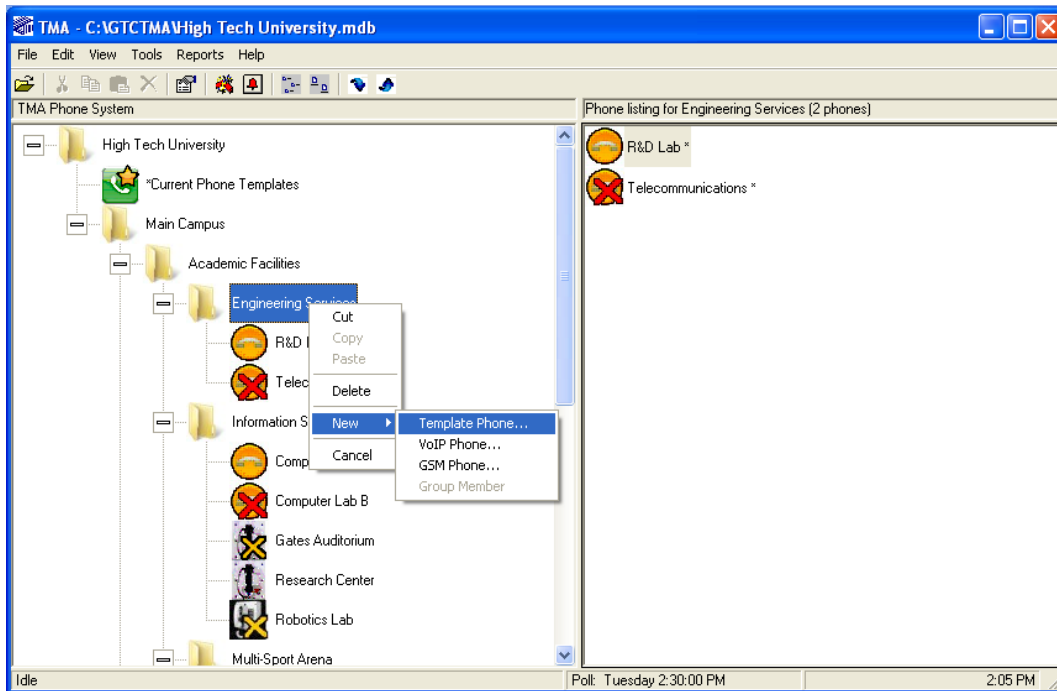 TMA - C:\GTCTMA\High Tech University.mdb
File Edit View Tools Reports Help
TMA Phone System
Phone listing for Engineering Services (2 phones)
High Tech University
*Current Phone Templates
Main Campus
Academic Facilities
Engineering Services
R&D
Telec
Information S
Comp
Computer Lab B
Gates Auditorium
Research Center
Robotics Lab
Multi-Sport Arena
Cut
Copy
Paste
Delete
New
Cancel
Template Phone...
VoIP Phone...
GSM Phone...
Group Member
R&D Lab *
Telecommunications *
Idle
Poll: Tuesday 2:30:00 PM
2:05 PM